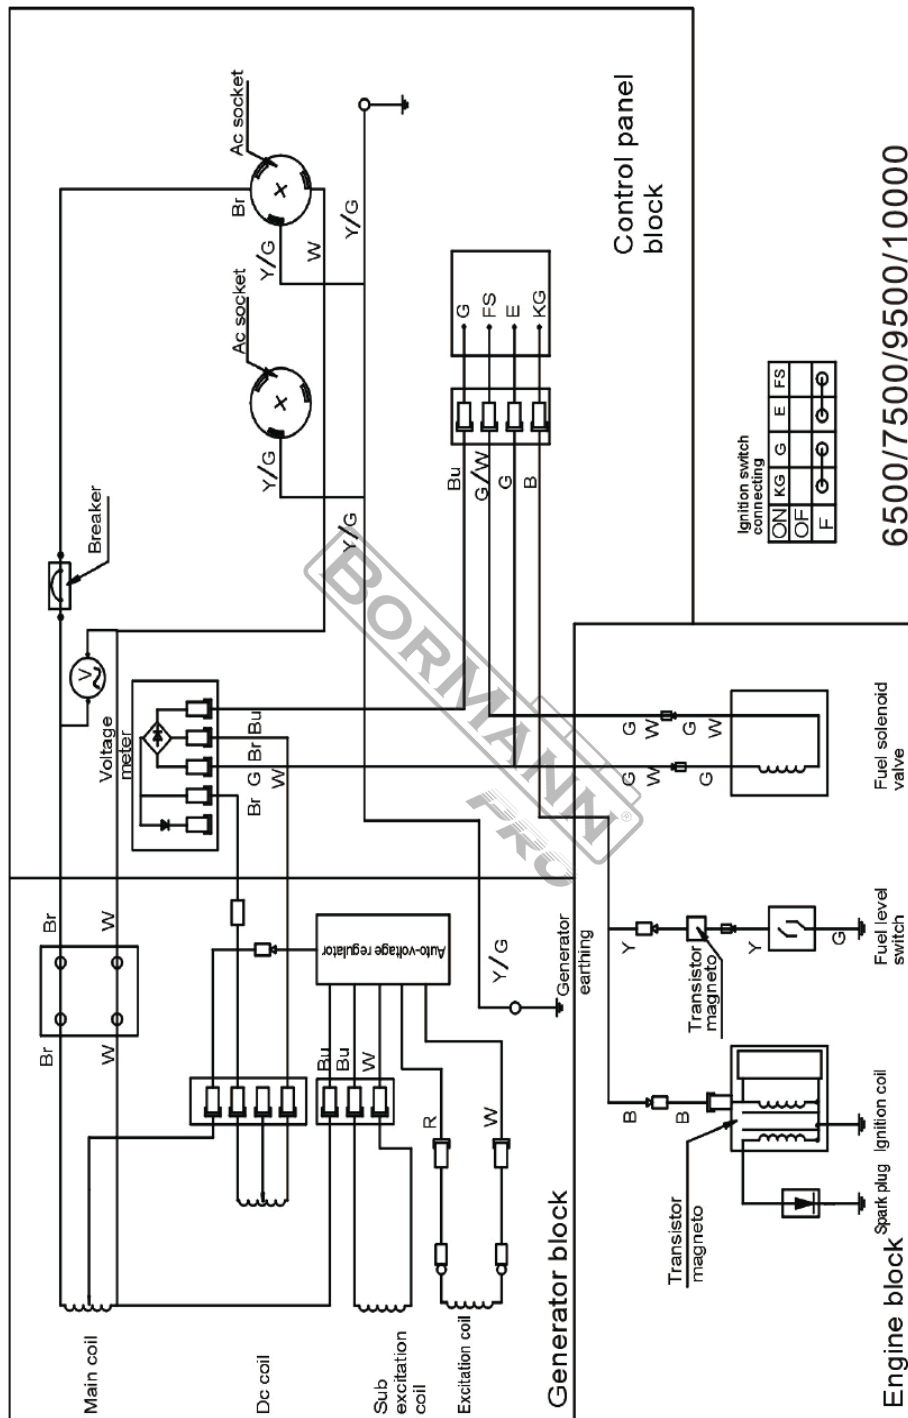 Ac socket
Br
Y/G
W
Y/G
Control panel
block
Ac socket
Y/G
Y/G
Breaker
V
Voltage
meter
G
FS
E
KG
Bu
G/W
G
B
Ignition switch
connecting
KG G E FS
ON
OF
F
6500/7500/9500/10000
BORMANN®
PRO
Bu
Br
G
W
Br
G
W
G
W
G
W
G
Fuel solenoid
valve
Br
W
Br
W
Auto-voltage regulator
Y/G
Generator
earthing
Bu
Bu
W
R
W
Main coil
Dc coil
Sub
excitation
coil
Excitation coil
Generator block
Y
Transistor
magneto
Y
G
Fuel level
switch
B
B
Transistor
magneto
Ignition coil
Spark plug
Engine block